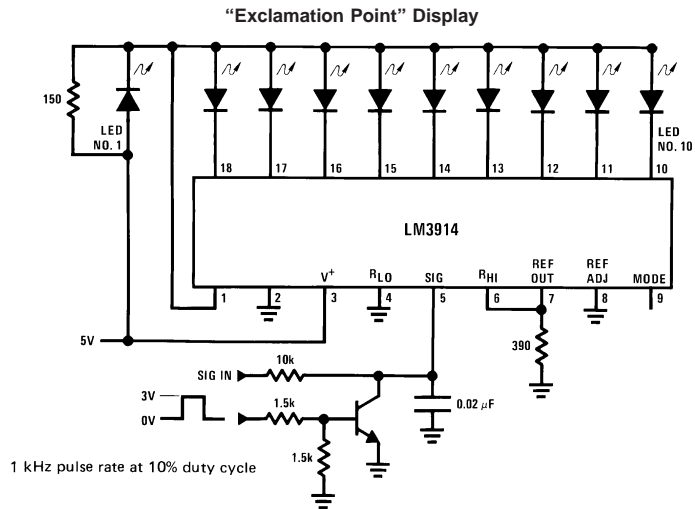 “Exclamation Point” Display
150
LED
NO. 1
LED
NO. 10
18 17 16 15 14 13 12 11 10
LM3914
V+ RLO SIG RHI REF OUT REF ADJ MODE
1 2 3 4 5 6 7 8 9
5V
390
10k
SIG IN
3V
0V
1.5k
0.02 μF
1.5k
1 kHz pulse rate at 10% duty cycle